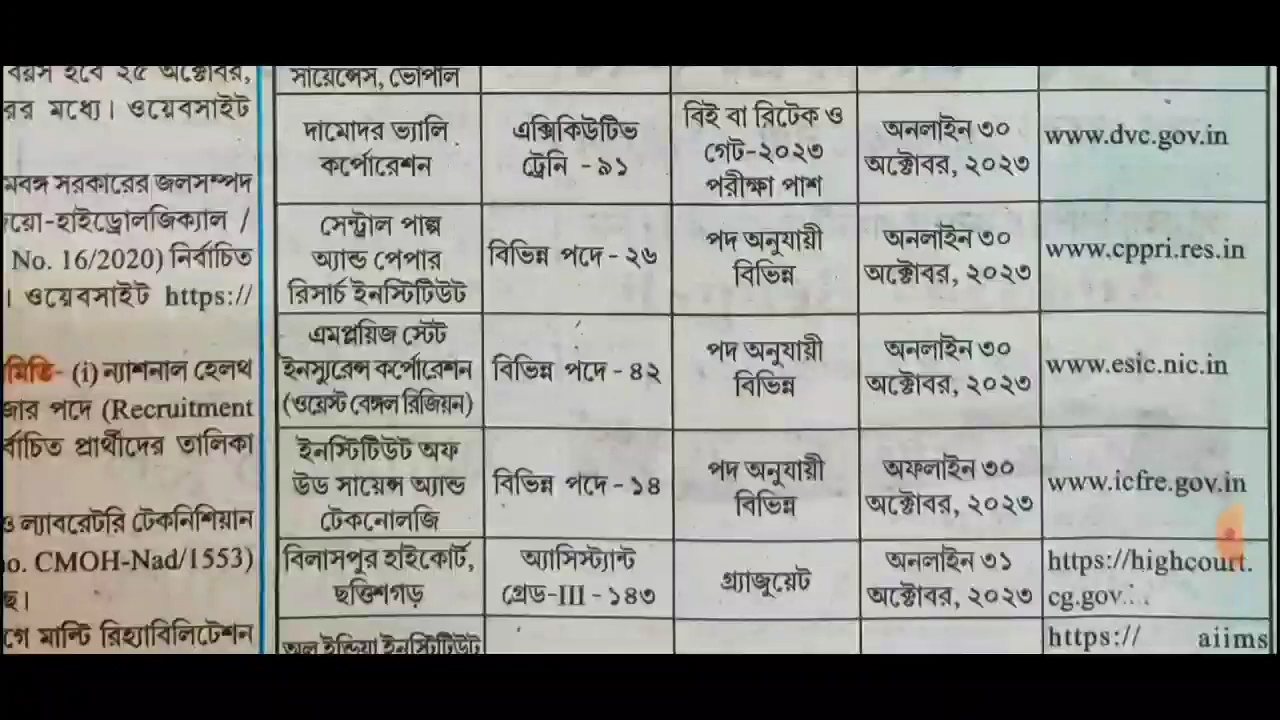 বয়স হবে ২৫ অক্টোবর,
রর মধ্যে। ওয়েবসাইট
মবঙ্গ সরকারের জলসম্পদ
য়ো-হাইড্রোলজিক্যাল /
No. 16/2020) নির্বাচিত
। ওয়েবসাইট https://
মিডি- (i) ন্যাশনাল হেলথ
জার পদে (Recruitment
র্বাচিত প্রার্থীদের তালিকা
ও ল্যাবরেটরি টেকনিশিয়ান
o. CMOH-Nad/1553)
ছে।
গে মাল্টি রিহ্যাবিলিটেশন
সায়েন্সেস, ভোপাল
দামোদর ভ্যালি
কর্পোরেশন
এক্সিকিউটিভ
ট্রেনি - ৯১
বিই বা বিটেক ও
গেট-২০২৩
পরীক্ষা পাশ
অনলাইন ৩০
অক্টোবর, ২০২৩
www.dvc.gov.in
সেন্ট্রাল পাল্প
অ্যান্ড পেপার
রিসার্চ ইনস্টিটিউট
বিভিন্ন পদে - ২৬
পদ অনুযায়ী
বিভিন্ন
অনলাইন ৩০
অক্টোবর, ২০২৩
www.cppri.res.in
এমপ্লয়িজ স্টেট
ইনস্যুরেন্স কর্পোরেশন
(ওয়েস্ট বেঙ্গল রিজিয়ন)
বিভিন্ন পদে - ৪২
পদ অনুযায়ী
বিভিন্ন
অনলাইন ৩০
অক্টোবর, ২০২৩
www.esic.nic.in
ইনস্টিটিউট অফ
উড সায়েন্স অ্যান্ড
টেকনোলজি
বিভিন্ন পদে - ১৪
পদ অনুযায়ী
বিভিন্ন
অফলাইন ৩০
অক্টোবর, ২০২৩
www.icfre.gov.in
বিলাসপুর হাইকোর্ট,
ছত্তিশগড়
অ্যাসিস্ট্যান্ট
গ্রেড-III - ১৪৩
গ্র্যাজুয়েট
অনলাইন ৩১
অক্টোবর, ২০২৩
https://highcourt.
cg.gov.
অল ইন্ডিয়া ইনস্টিটিউট
https:// aiims